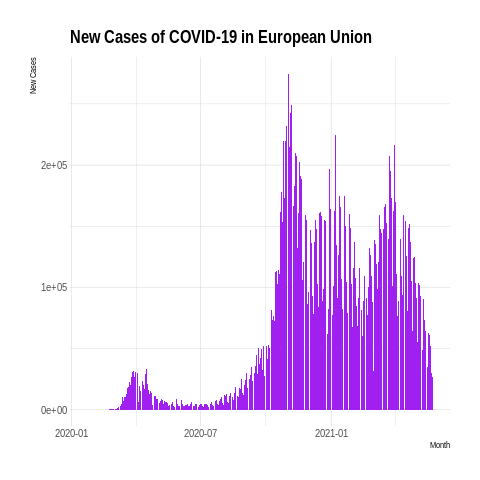 New Cases of COVID-19 in European Union
New Cases
2e+05
1e+05
0e+00
2020-01 2020-07 2021-01
Month